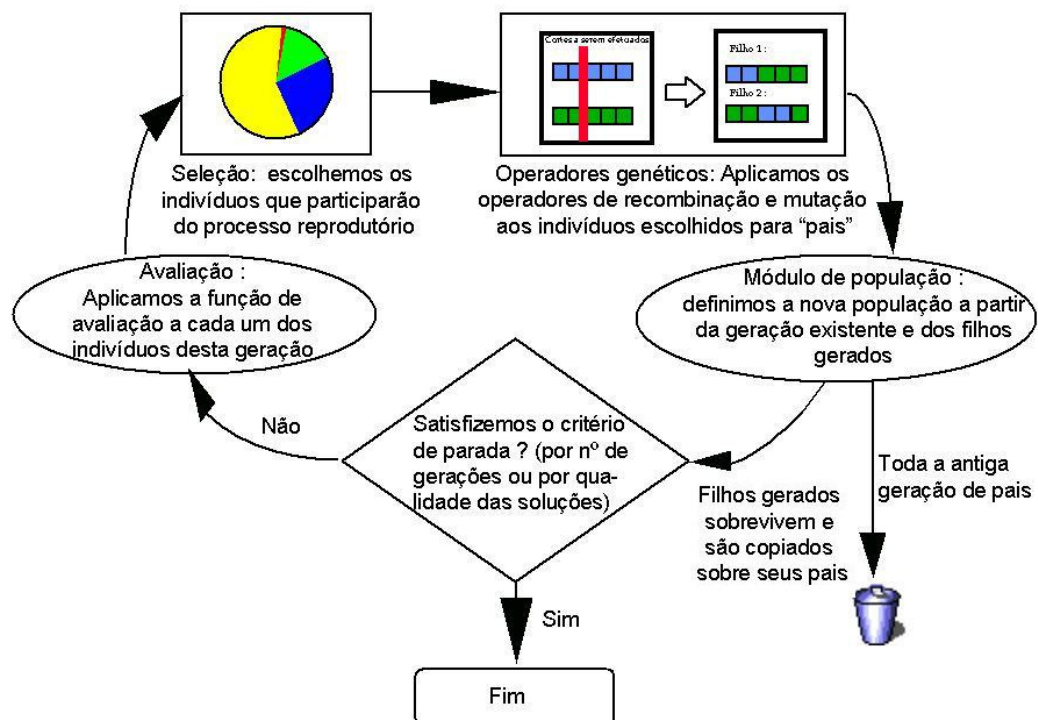 Cortes a serem efetuados
Filho 1 :
Filho 2 :
Seleção: escolhemos os
indivíduos que participarão
do processo reprodutório
Operadores genéticos: Aplicamos os
operadores de recombinação e mutação
aos indivíduos escolhidos para “pais”
Avaliação :
Aplicamos a função de
avaliação a cada um dos
indivíduos desta geração
Módulo de população :
definimos a nova população a partir
da geração existente e dos filhos
gerados
Não
Satisfizemos o critério
de parada ? (por nº de
gerações ou por qua-
lidade das soluções)
Toda a antiga
geração de pais
Filhos gerados
sobrevivem e
são copiados
sobre seus pais
Sim
Fim